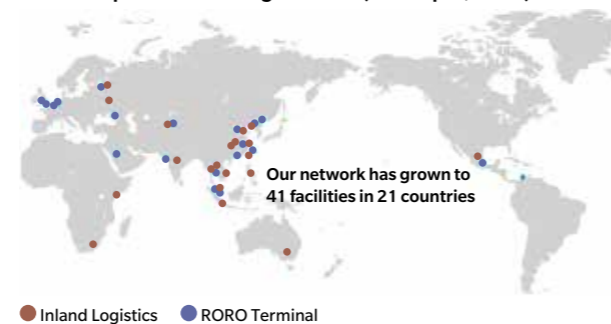 Our network has grown to
41 facilities in 21 countries
Inland Logistics
RORO Terminal